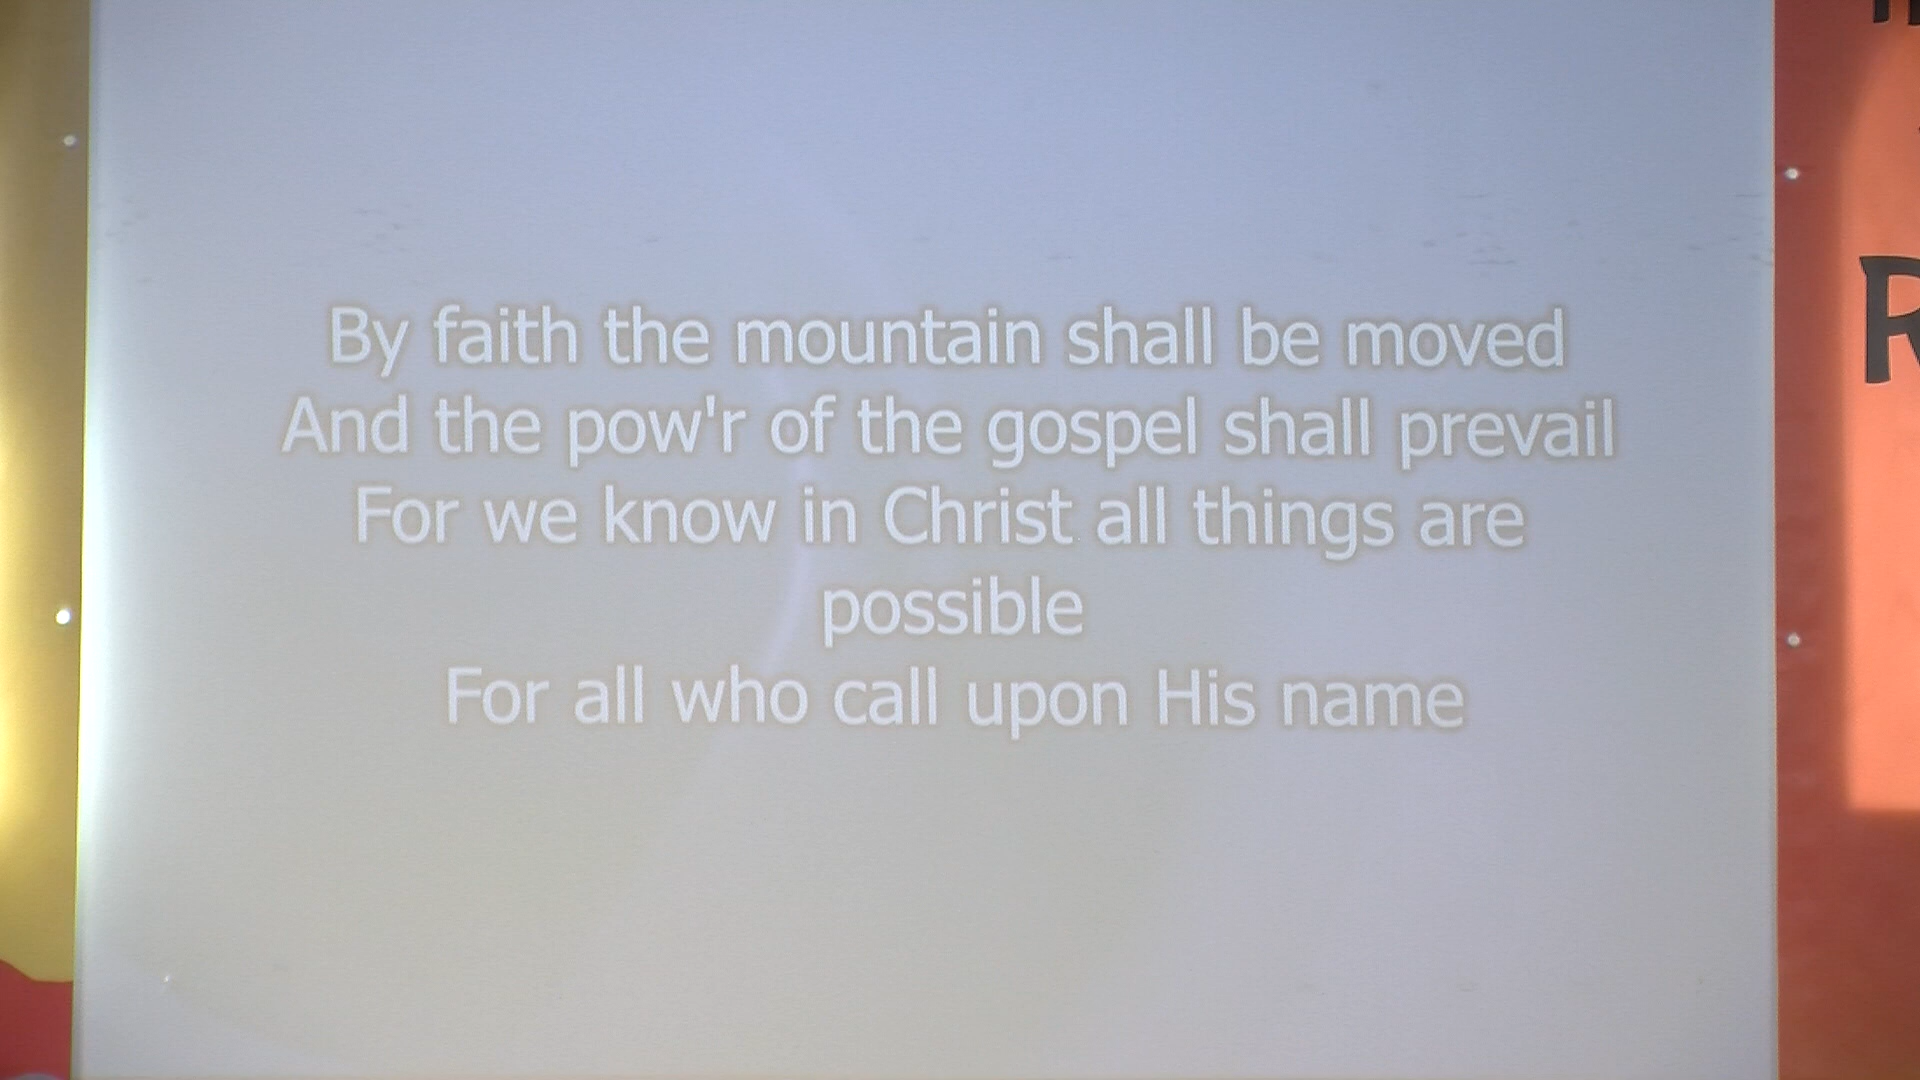 By faith the mountain shall be moved
And the pow'r of the gospel shall prevail
For we know in Christ all things are
possible
For all who call upon His name
R